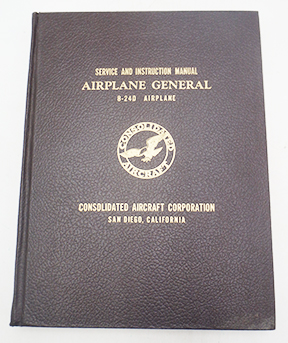 SERVICE AND INSTRUCTION MANUAL
AIRPLANE GENERAL
B-24D AIRPLANE
CONSOLIDATED
AIRCRAFT
CONSOLIDATED AIRCRAFT CORPORATION
SAN DIEGO, CALIFORNIA